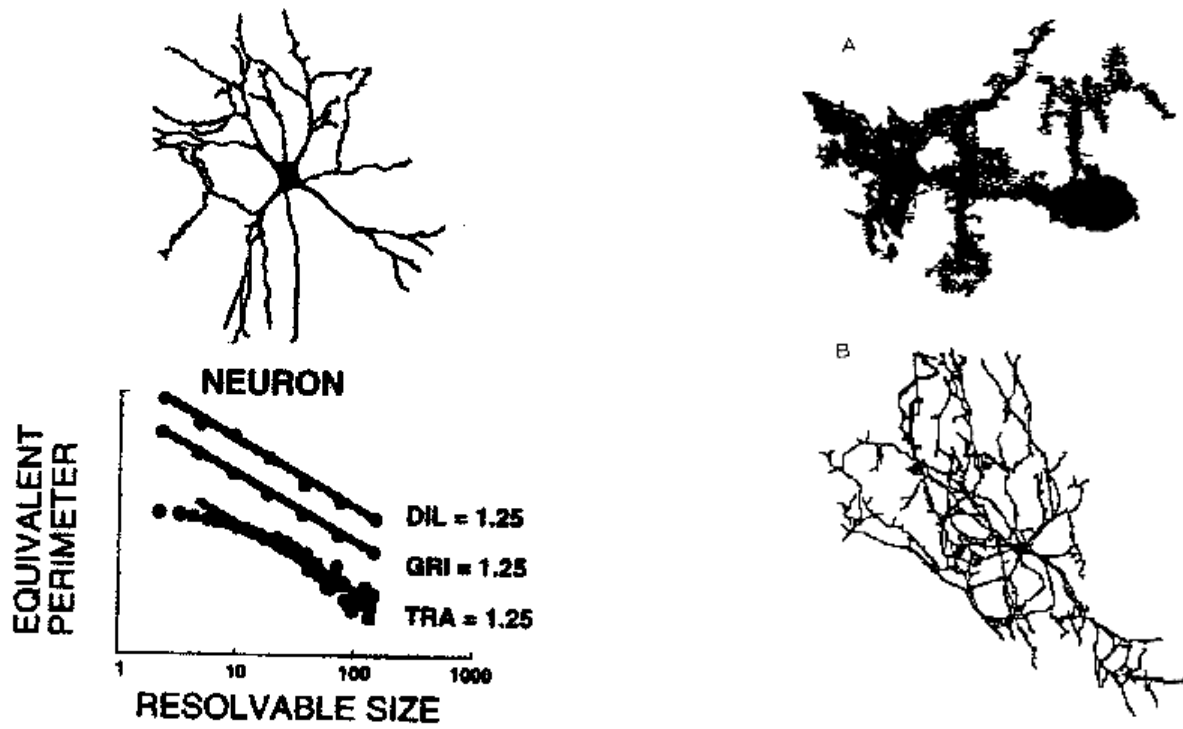 A
B
NEURON
EQUIVALENT
PERIMETER
DIL = 1.25
GRI = 1.25
TRA = 1.25
1 10 100 1000
RESOLVABLE SIZE